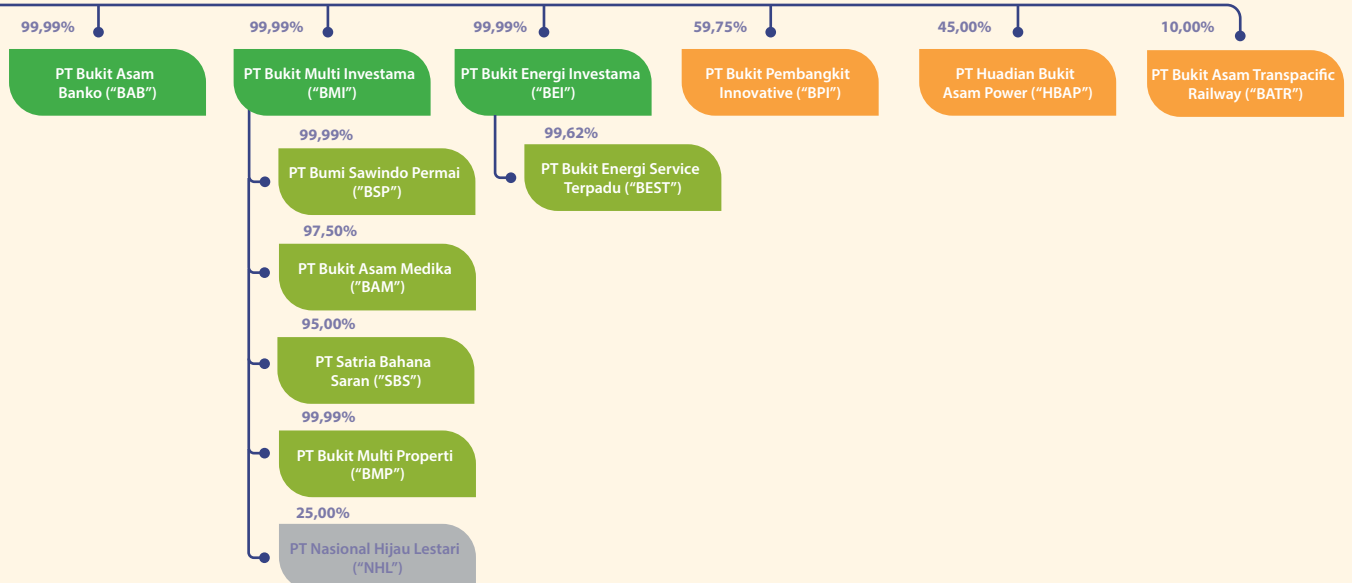 99,99%
99,99%
99,99%
59,75%
45,00%
10,00%
PT Bukit Asam
Banko (“BAB”)
PT Bukit Multi Investama
(“BMI”)
PT Bukit Energi Investama
(“BEI”)
PT Bukit Pembangkit
Innovative (“BPI”)
PT Huadian Bukit
Asam Power (“HBAP”)
PT Bukit Asam Transpacific
Railway (“BATR”)
99,99%
PT Bumi Sawindo Permai
(”BSP”)
99,62%
PT Bukit Energi Service
Terpadu (“BEST”)
97,50%
PT Bukit Asam Medika
(”BAM”)
95,00%
PT Satria Bahana
Saran (”SBS”)
99,99%
PT Bukit Multi Properti
(“BMP”)
25,00%
PT Nasional Hijau Lestari
(“NHL”)